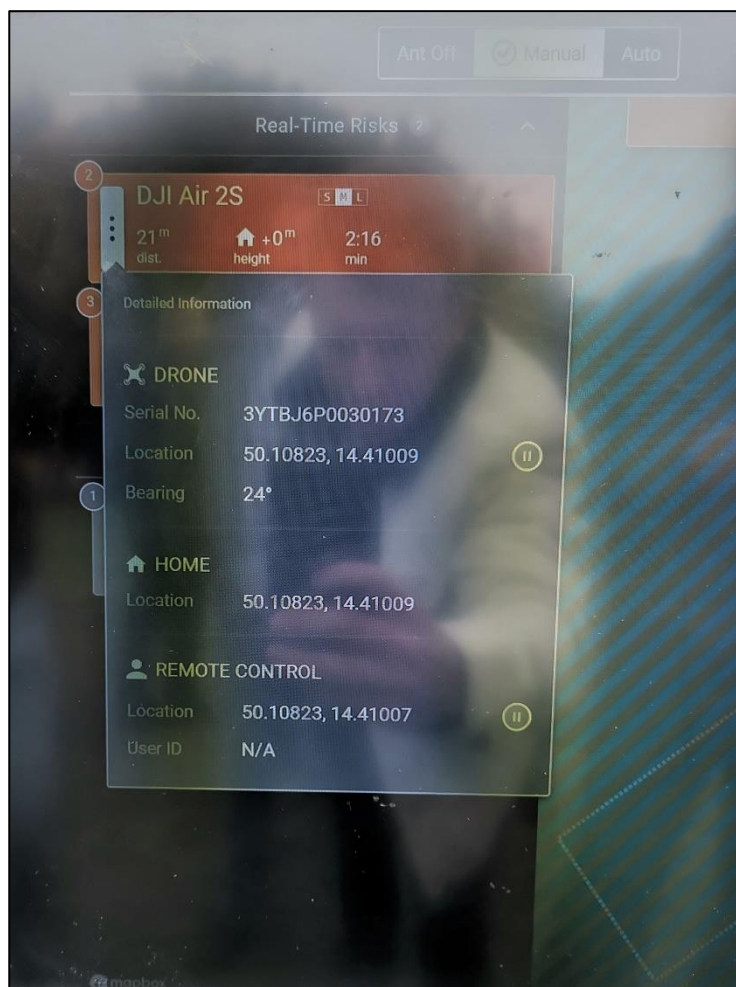 Ant Off Manual Auto
Real-Time Risks 2
2
DJI Air 2S S M L
21m +0m 2:16
dist. height min
3
Detailed Information
DRONE
Serial No. 3YTBJ6P0030173
Location 50.10823, 14.41009
1
Bearing 24°
HOME
Location 50.10823, 14.41009
REMOTE CONTROL
Location 50.10823, 14.41007
User ID N/A
mapbox